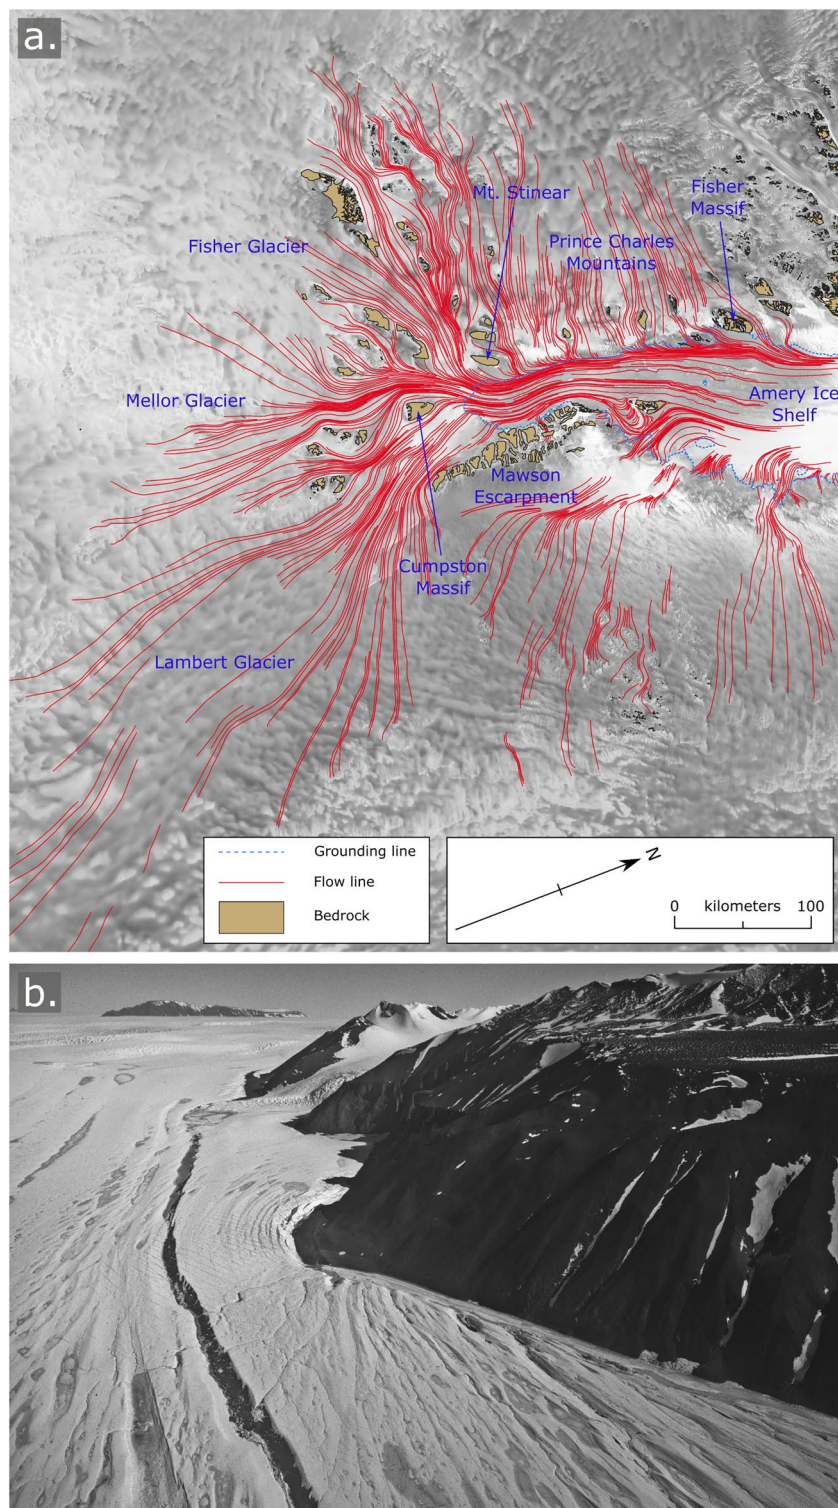 a.
Mt. Stinear
Fisher
Massif
Fisher Glacier
Prince Charles
Mountains
Mellor Glacier
Amery Ice
Shelf
Mawson
Escarpment
Cumpston
Massif
Lambert Glacier
Grounding line
Flow line
Bedrock
N
0 kilometers 100
b.